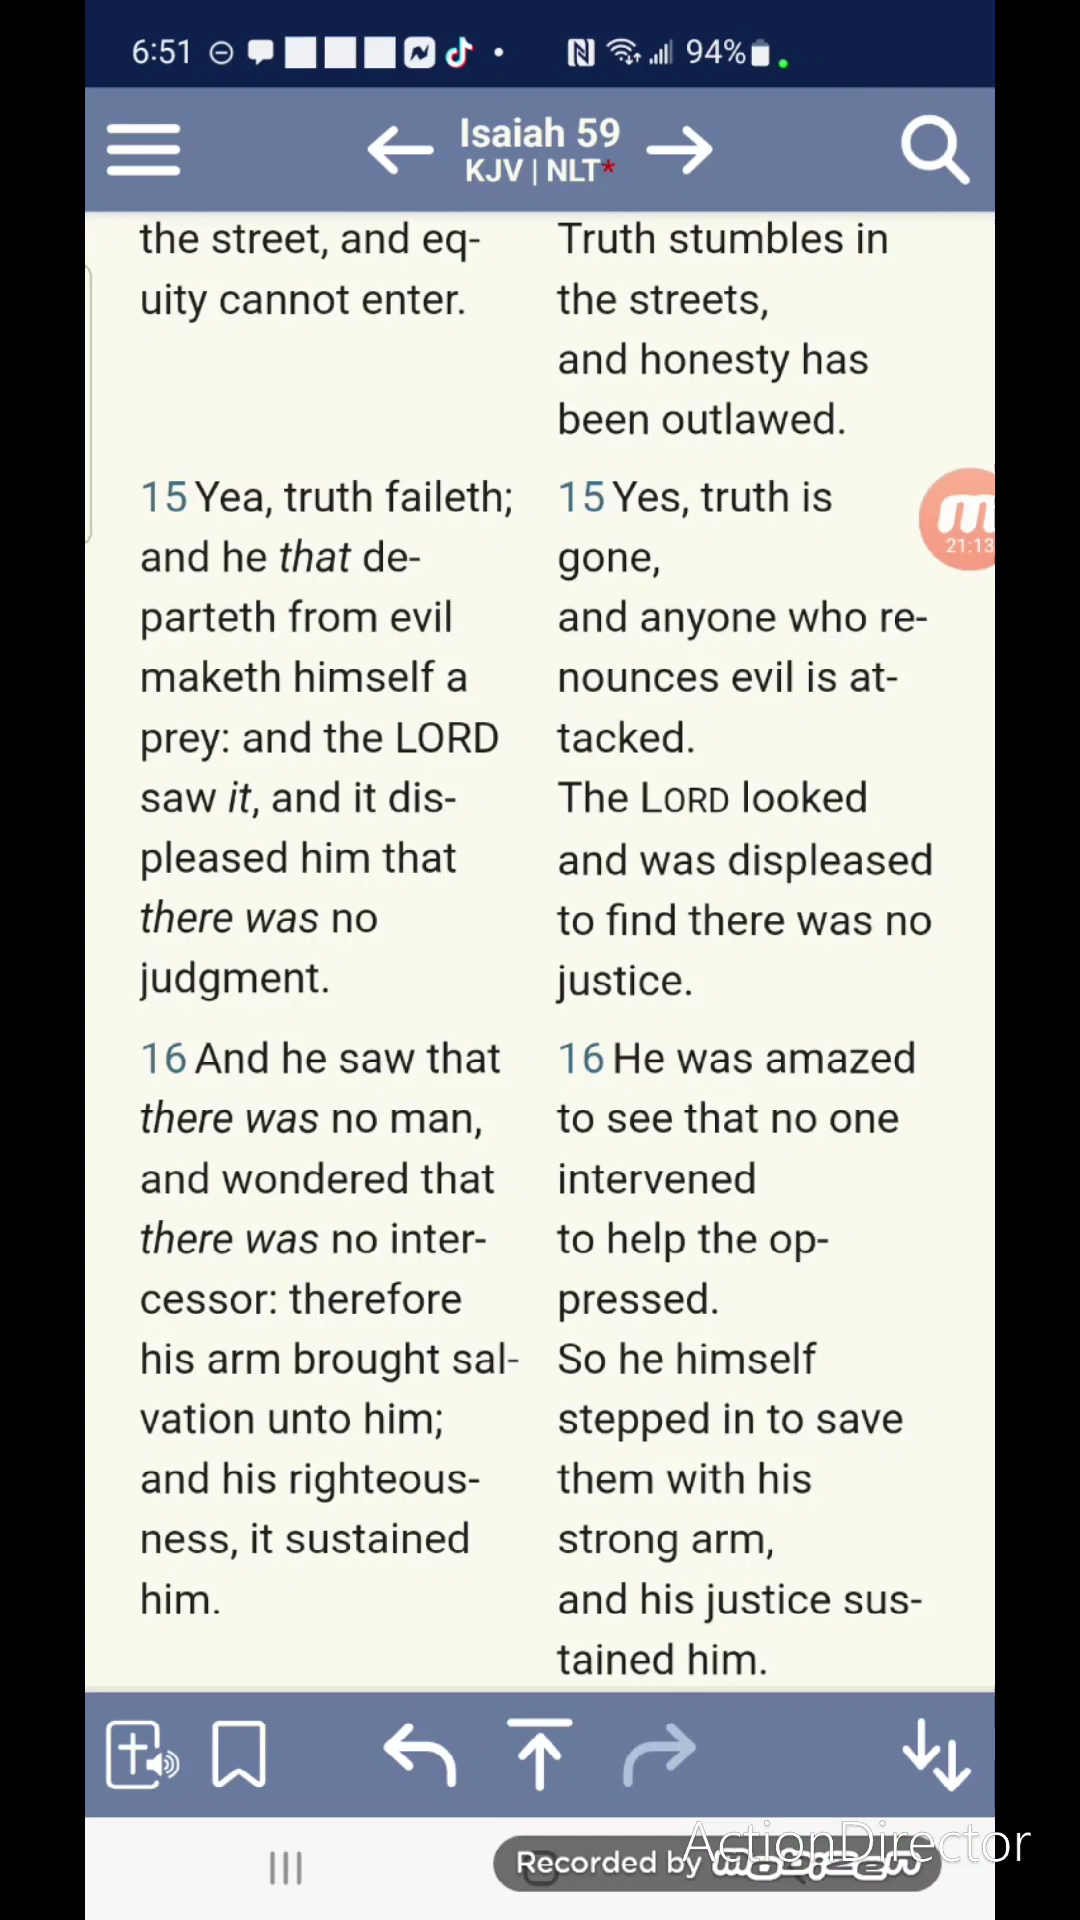 6:51
94%
Isaiah 59
KJV | NLT*
the street, and eq-
uity cannot enter.
15 Yea, truth faileth;
and he that de-
parteth from evil
maketh himself a
prey: and the LORD
saw it, and it dis-
pleased him that
there was no
judgment.
16 And he saw that
there was no man,
and wondered that
there was no inter-
cessor: therefore
his arm brought sal-
vation unto him;
and his righteous-
ness, it sustained
him.
Truth stumbles in
the streets,
and honesty has
been outlawed.
15 Yes, truth is
gone,
and anyone who re-
nounces evil is at-
tacked.
The LORD looked
and was displeased
to find there was no
justice.
16 He was amazed
to see that no one
intervened
to help the op-
pressed.
So he himself
stepped in to save
them with his
strong arm,
and his justice sus-
tained him.
m
21:13
ActionDirector
Recorded by mobizen